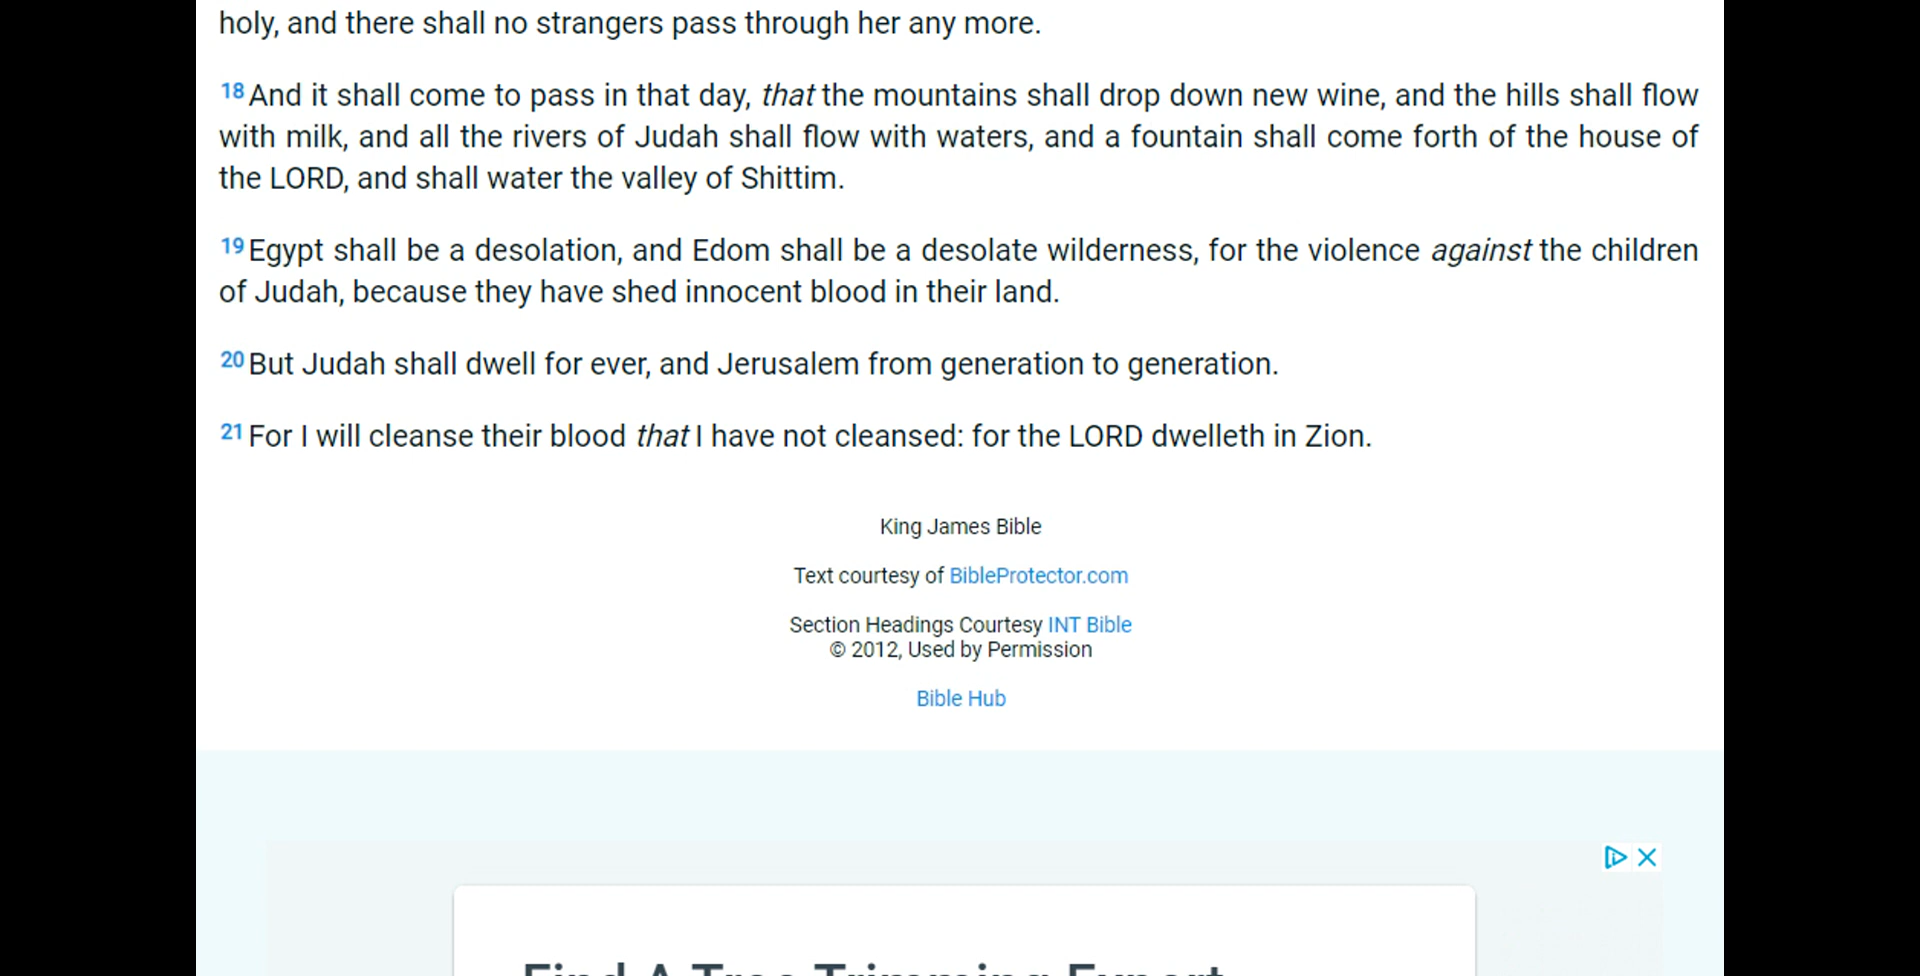 holy, and there shall no strangers pass through her any more.
18 And it shall come to pass in that day, that the mountains shall drop down new wine, and the hills shall flow
with milk, and all the rivers of Judah shall flow with waters, and a fountain shall come forth of the house of
the LORD, and shall water the valley of Shittim.
19 Egypt shall be a desolation, and Edom shall be a desolate wilderness, for the violence against the children
of Judah, because they have shed innocent blood in their land.
20 But Judah shall dwell for ever, and Jerusalem from generation to generation.
21 For I will cleanse their blood that I have not cleansed: for the LORD dwelleth in Zion.
King James Bible
Text courtesy of BibleProtector.com
Section Headings Courtesy INT Bible
© 2012, Used by Permission
Bible Hub
Find A Tree Trimming Expert